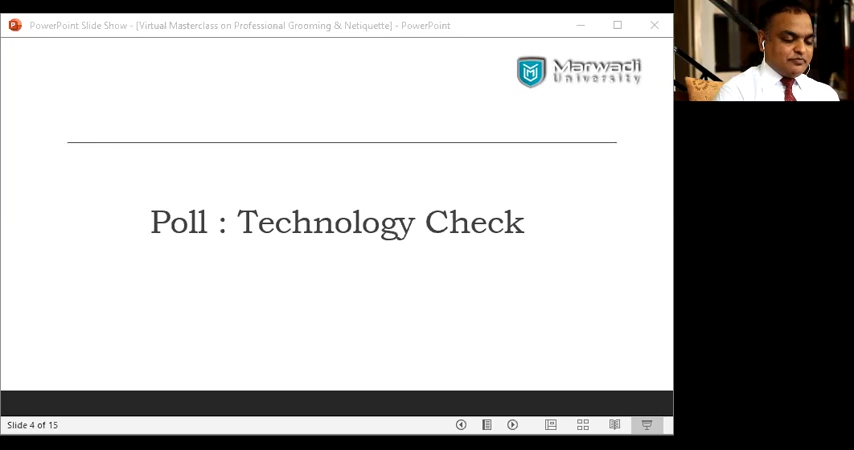 PowerPoint Slide Show - [Virtual Masterclass on Professional Grooming & Netiquette] - PowerPoint
Marwadi
University
Poll : Technology Check
Slide 4 of 15